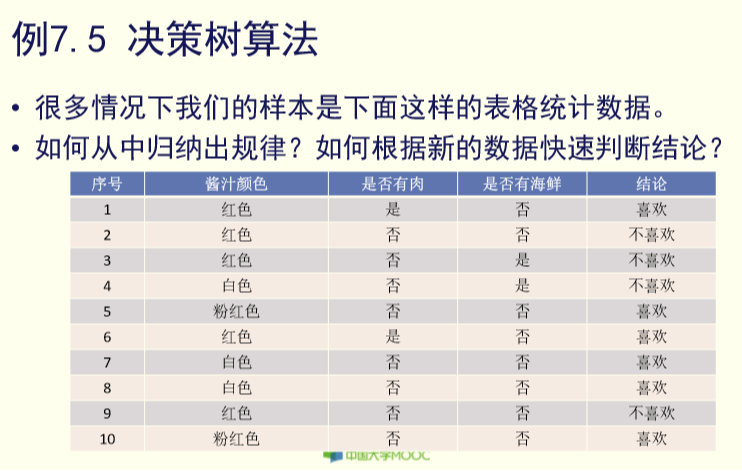 例7.5 决策树算法
• 很多情况下我们的样本是下面这样的表格统计数据。
• 如何从中归纳出规律？如何根据新的数据快速判断结论？
序号 酱汁颜色 是否有肉 是否有海鲜 结论
1 红色 是 否 喜欢
2 红色 否 否 不喜欢
3 红色 否 是 不喜欢
4 白色 否 是 不喜欢
5 粉红色 否 否 喜欢
6 红色 是 否 喜欢
7 白色 否 否 喜欢
8 白色 否 否 喜欢
9 红色 否 否 不喜欢
10 粉红色 否 否 喜欢
中国大学MOOC